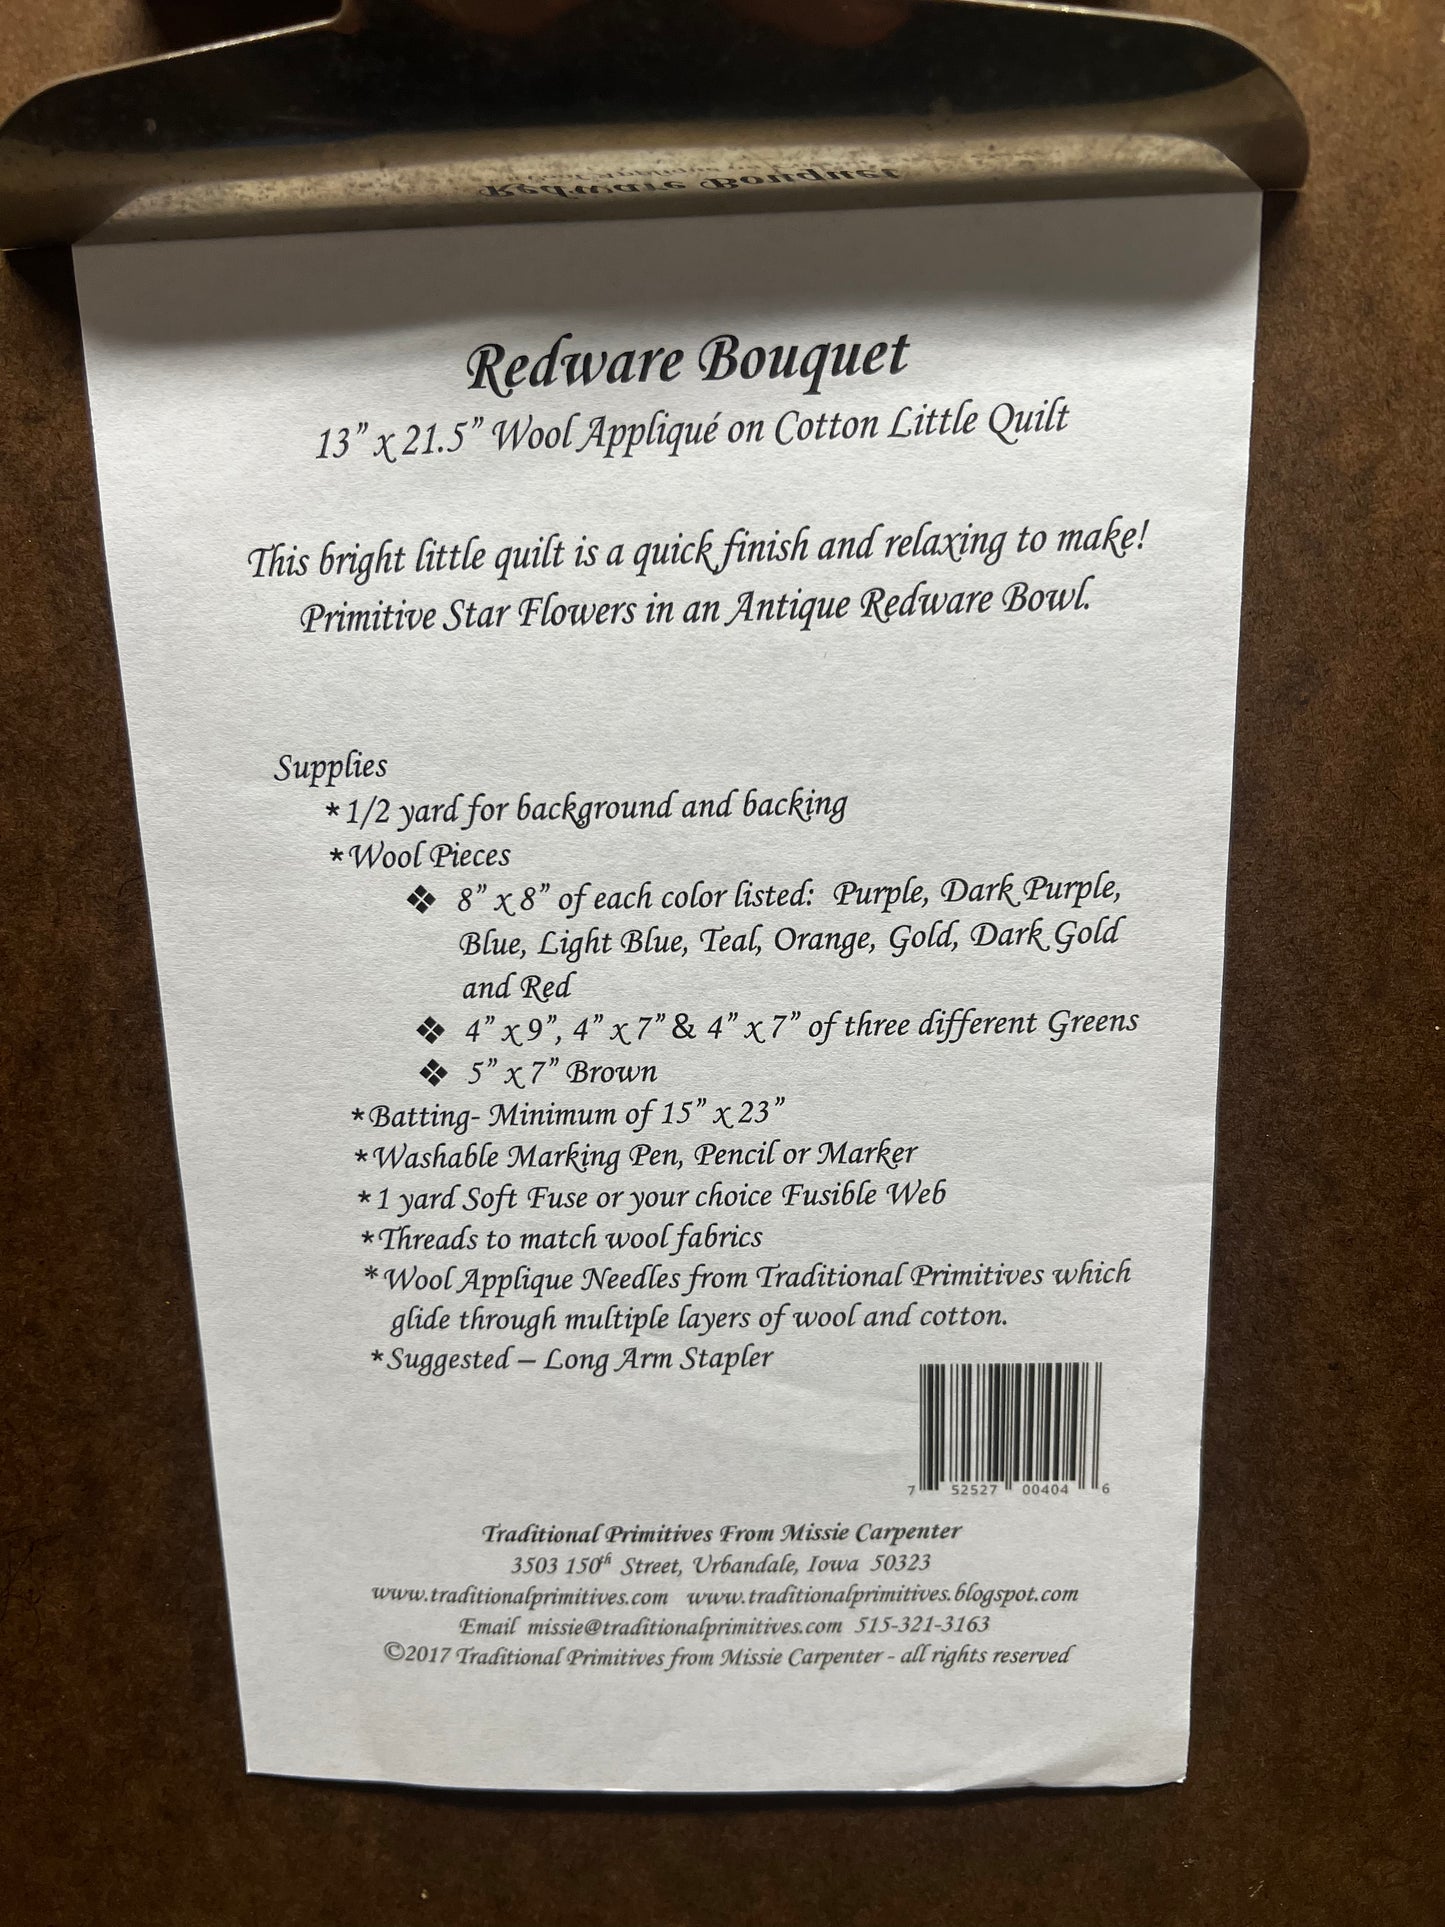 Redware Bouquet
Redware Bouquet
13” x 21.5” Wool Appliqué on Cotton Little Quilt
This bright little quilt is a quick finish and relaxing to make!
Primitive Star Flowers in an Antique Redware Bowl.
Supplies
*1/2 yard for background and backing
*Wool Pieces
❖ 8” x 8” of each color listed: Purple, Dark Purple,
Blue, Light Blue, Teal, Orange, Gold, Dark Gold
and Red
❖ 4” x 9”, 4” x 7” & 4” x 7” of three different Greens
❖ 5” x 7” Brown
*Batting- Minimum of 15” x 23”
*Washable Marking Pen, Pencil or Marker
*1 yard Soft Fuse or your choice Fusible Web
*Threads to match wool fabrics
*Wool Applique Needles from Traditional Primitives which
glide through multiple layers of wool and cotton.
*Suggested – Long Arm Stapler
7 52527 00404 6
Traditional Primitives From Missie Carpenter
3503 150th Street, Urbandale, Iowa 50323
www.traditionalprimitives.com www.traditionalprimitives.blogspot.com
Email missie@traditionalprimitives.com 515-321-3163
©2017 Traditional Primitives from Missie Carpenter - all rights reserved